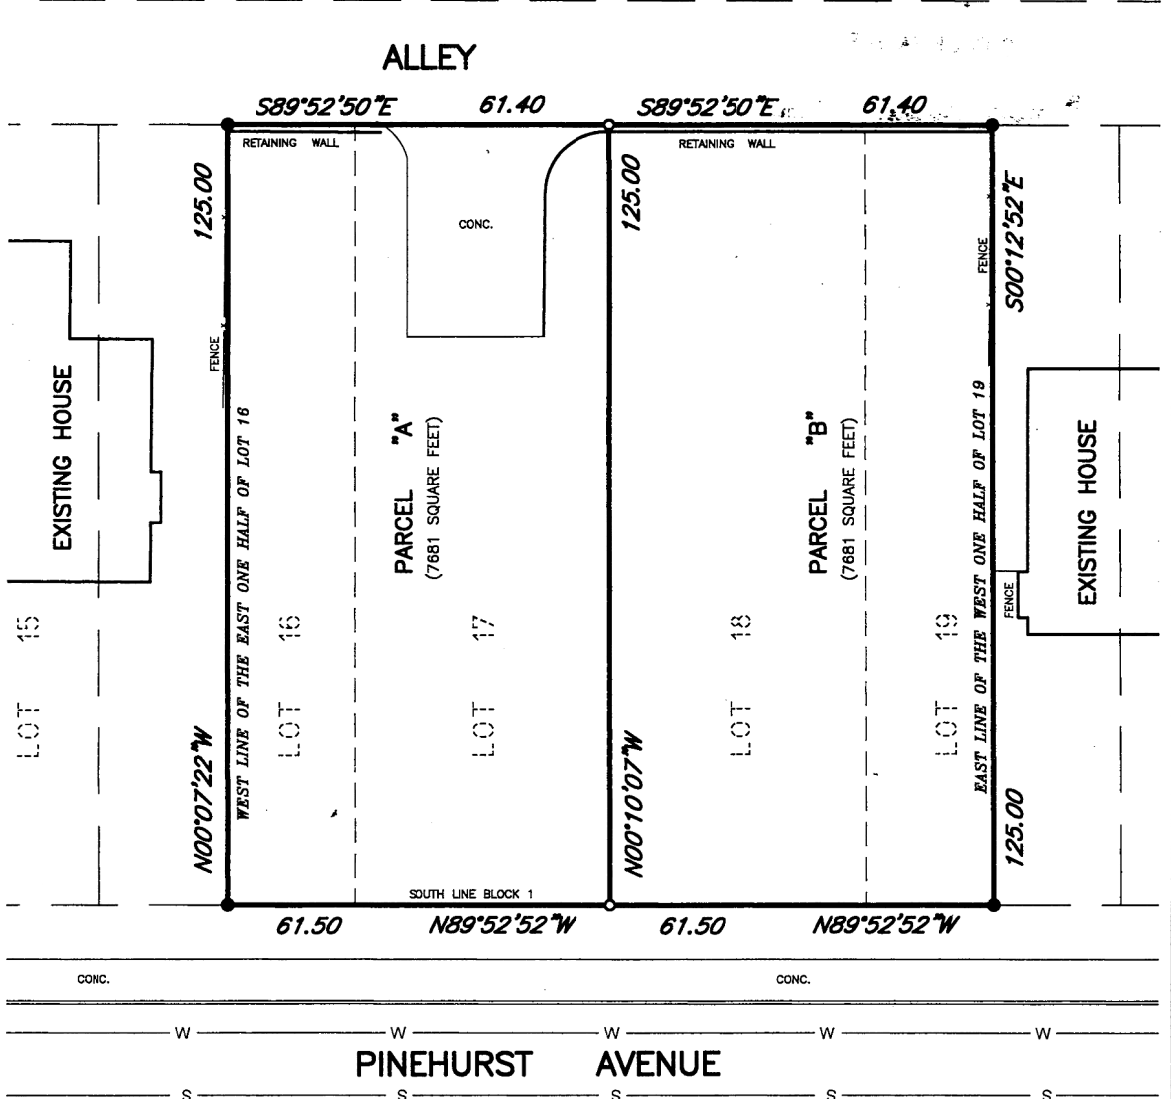 ALLEY
S89°52'50"E 61.40 S89°52'50"E 61.40
RETAINING WALL
RETAINING WALL
125.00
125.00
S00°12'52"E
CONC.
FENCE
FENCE
EXISTING HOUSE
WEST LINE OF THE EAST ONE HALF OF LOT 16
PARCEL "A"
(7681 SQUARE FEET)
PARCEL "B"
(7681 SQUARE FEET)
EAST LINE OF THE WEST ONE HALF OF LOT 19
EXISTING HOUSE
FENCE
LOT 15
LOT 16
LOT 17
LOT 18
LOT 19
N00°07'22"W
N00°10'07"W
125.00
SOUTH LINE BLOCK 1
61.50 N89°52'52"W 61.50 N89°52'52"W
CONC. CONC.
W W W W W
PINEHURST AVENUE
S S S S S